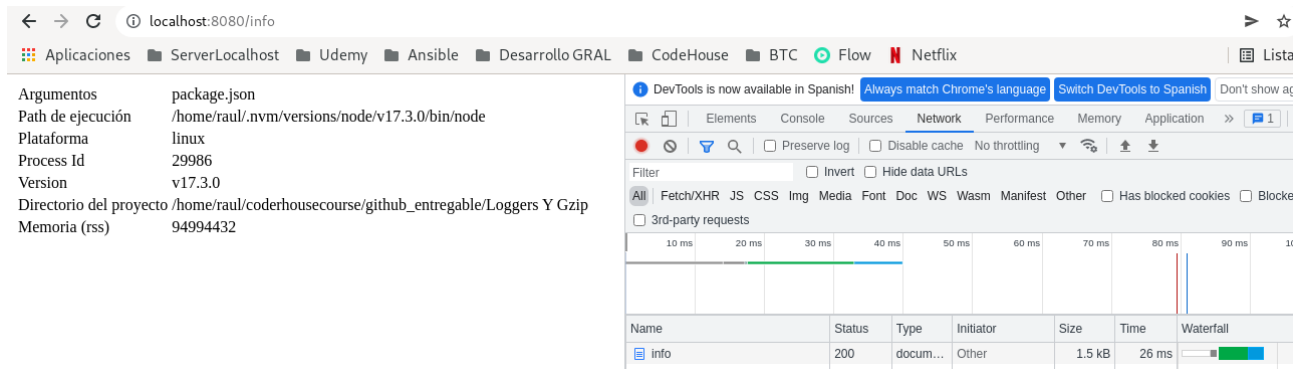 localhost:8080/info
Aplicaciones ServerLocalhost Udemy Ansible Desarrollo GRAL CodeHouse BTC Flow Netflix Lista
Argumentos package.json
Path de ejecución /home/raul/.nvm/versions/node/v17.3.0/bin/node
Plataforma linux
Process Id 29986
Version v17.3.0
Directorio del proyecto /home/raul/coderhousecourse/github_entregable/Loggers Y Gzip
Memoria (rss) 94994432
DevTools is now available in Spanish! Always match Chrome's language Switch DevTools to Spanish Don't show
Elements Console Sources Network Performance Memory Application » 1
Preserve log Disable cache No throttling
Filter Invert Hide data URLs
All Fetch/XHR JS CSS Img Media Font Doc WS Wasm Manifest Other Has blocked cookies Blocke
3rd-party requests
10 ms 20 ms 30 ms 40 ms 50 ms 60 ms 70 ms 80 ms 90 ms
Name Status Type Initiator Size Time Waterfall
info 200 docum... Other 1.5 kB 26 ms